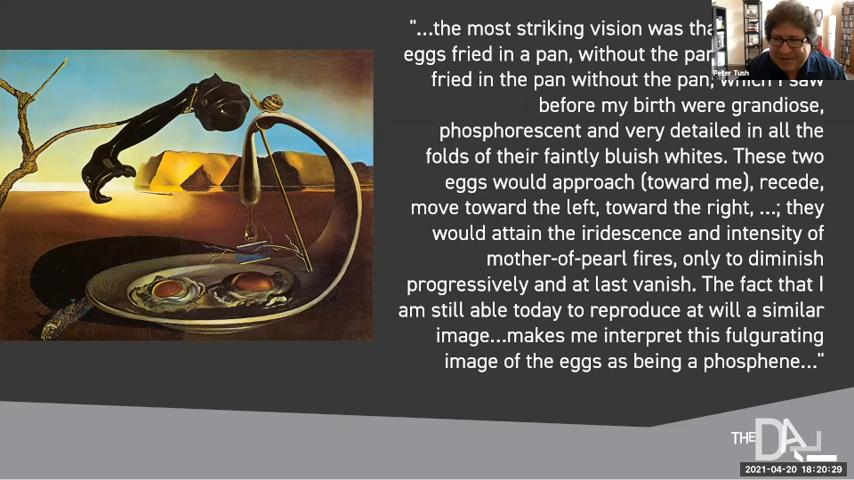 "...the most striking vision was
eggs fried in a pan, without the
fried in the pan without the pan; which I saw
before my birth were grandiose,
phosphorescent and very detailed in all the
folds of their faintly bluish whites. These two
eggs would approach (toward me), recede,
move toward the left, toward the right, ...; they
would attain the iridescence and intensity of
mother-of-pearl fires, only to diminish
progressively and at last vanish. The fact that I
am still able today to reproduce at will a similar
image...makes me interpret this fulgurating
image of the eggs as being a phosphene..."
Peter Tush
THE DALÍ
2021-04-20 18:20:29